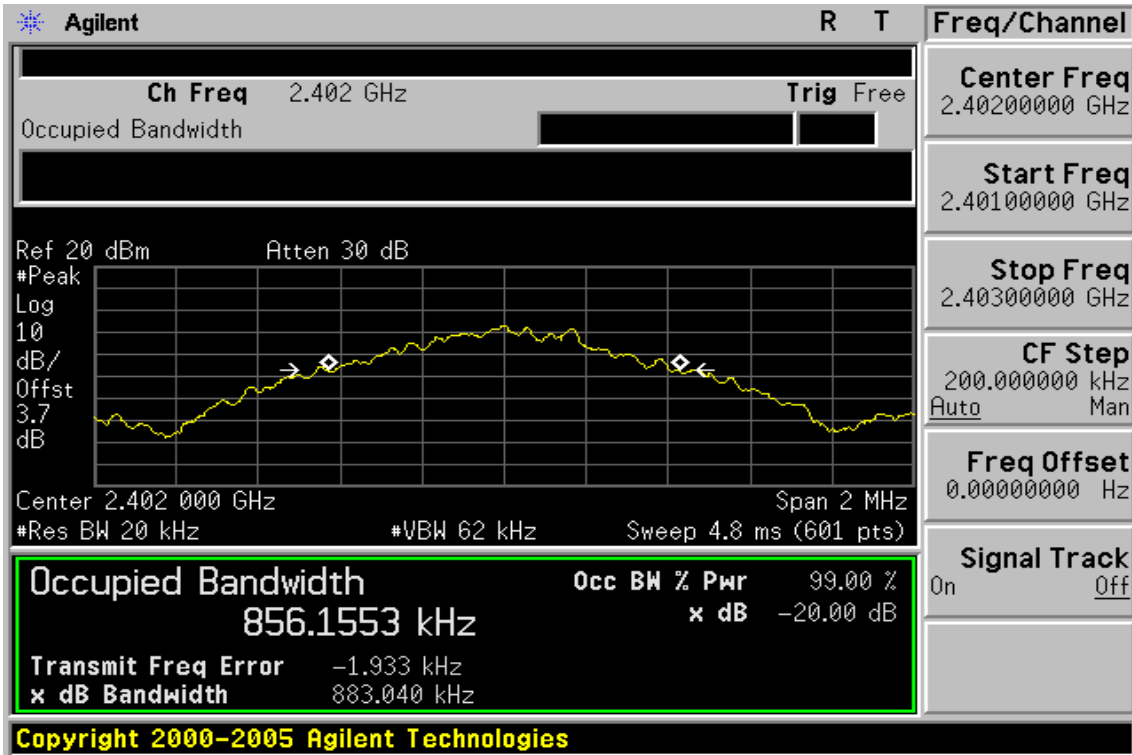 Agilent R T
Ch Freq 2.402 GHz Trig Free
Occupied Bandwidth
Ref 20 dBm Atten 30 dB
#Peak
Log
10
dB/
Offst
3.7
dB
Center 2.402 000 GHz Span 2 MHz
#Res BW 20 kHz #VBW 62 kHz Sweep 4.8 ms (601 pts)
Occupied Bandwidth
856.1553 kHz
Occ BW % Pwr 99.00 %
x dB -20.00 dB
Transmit Freq Error -1.933 kHz
x dB Bandwidth 883.040 kHz
Copyright 2000-2005 Agilent Technologies
Freq/Channel
Center Freq
2.40200000 GHz
Start Freq
2.40100000 GHz
Stop Freq
2.40300000 GHz
CF Step
200.000000 kHz
Auto Man
Freq Offset
0.00000000 Hz
Signal Track
On Off